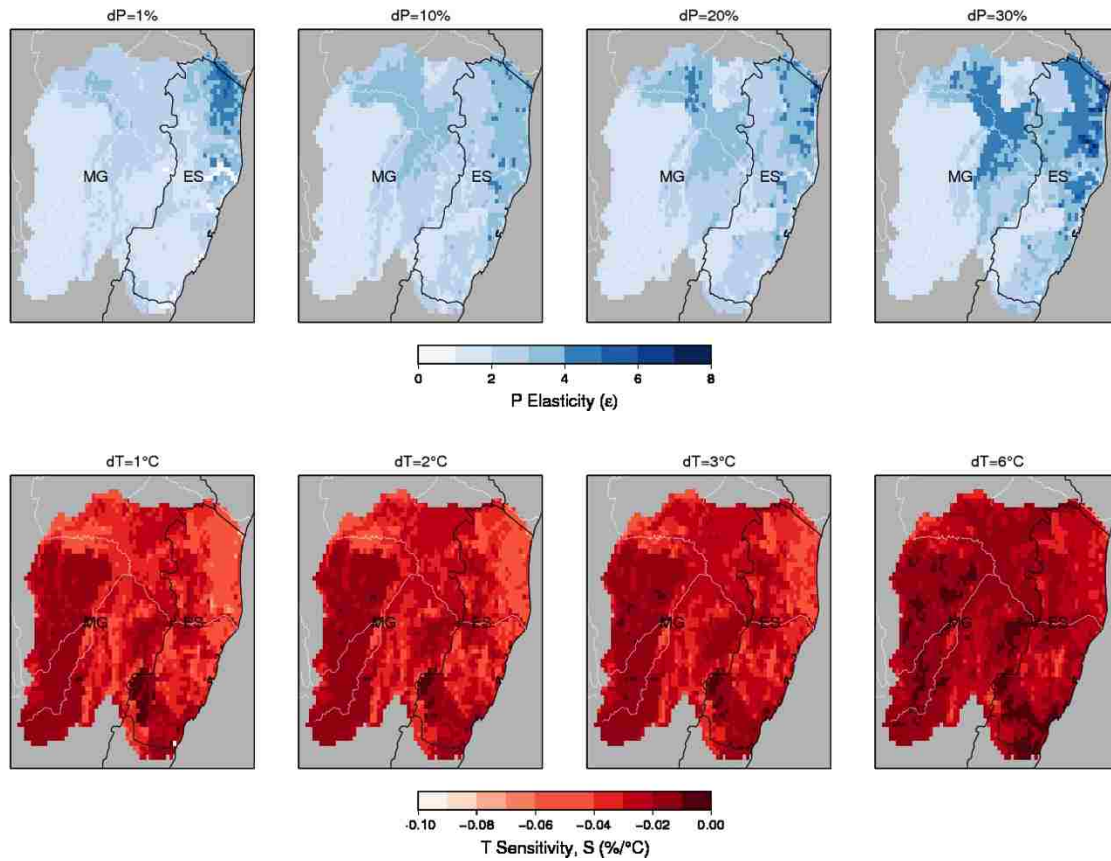 dP=1% dP=10% dP=20% dP=30%
MG ES MG ES MG ES MG ES
0 2 4 6 8
P Elasticity (ε)
dT=1°C dT=2°C dT=3°C dT=6°C
MG ES MG ES MG ES MG ES
-0.10 -0.08 -0.06 -0.04 -0.02 0.00
T Sensitivity, S (%/°C)